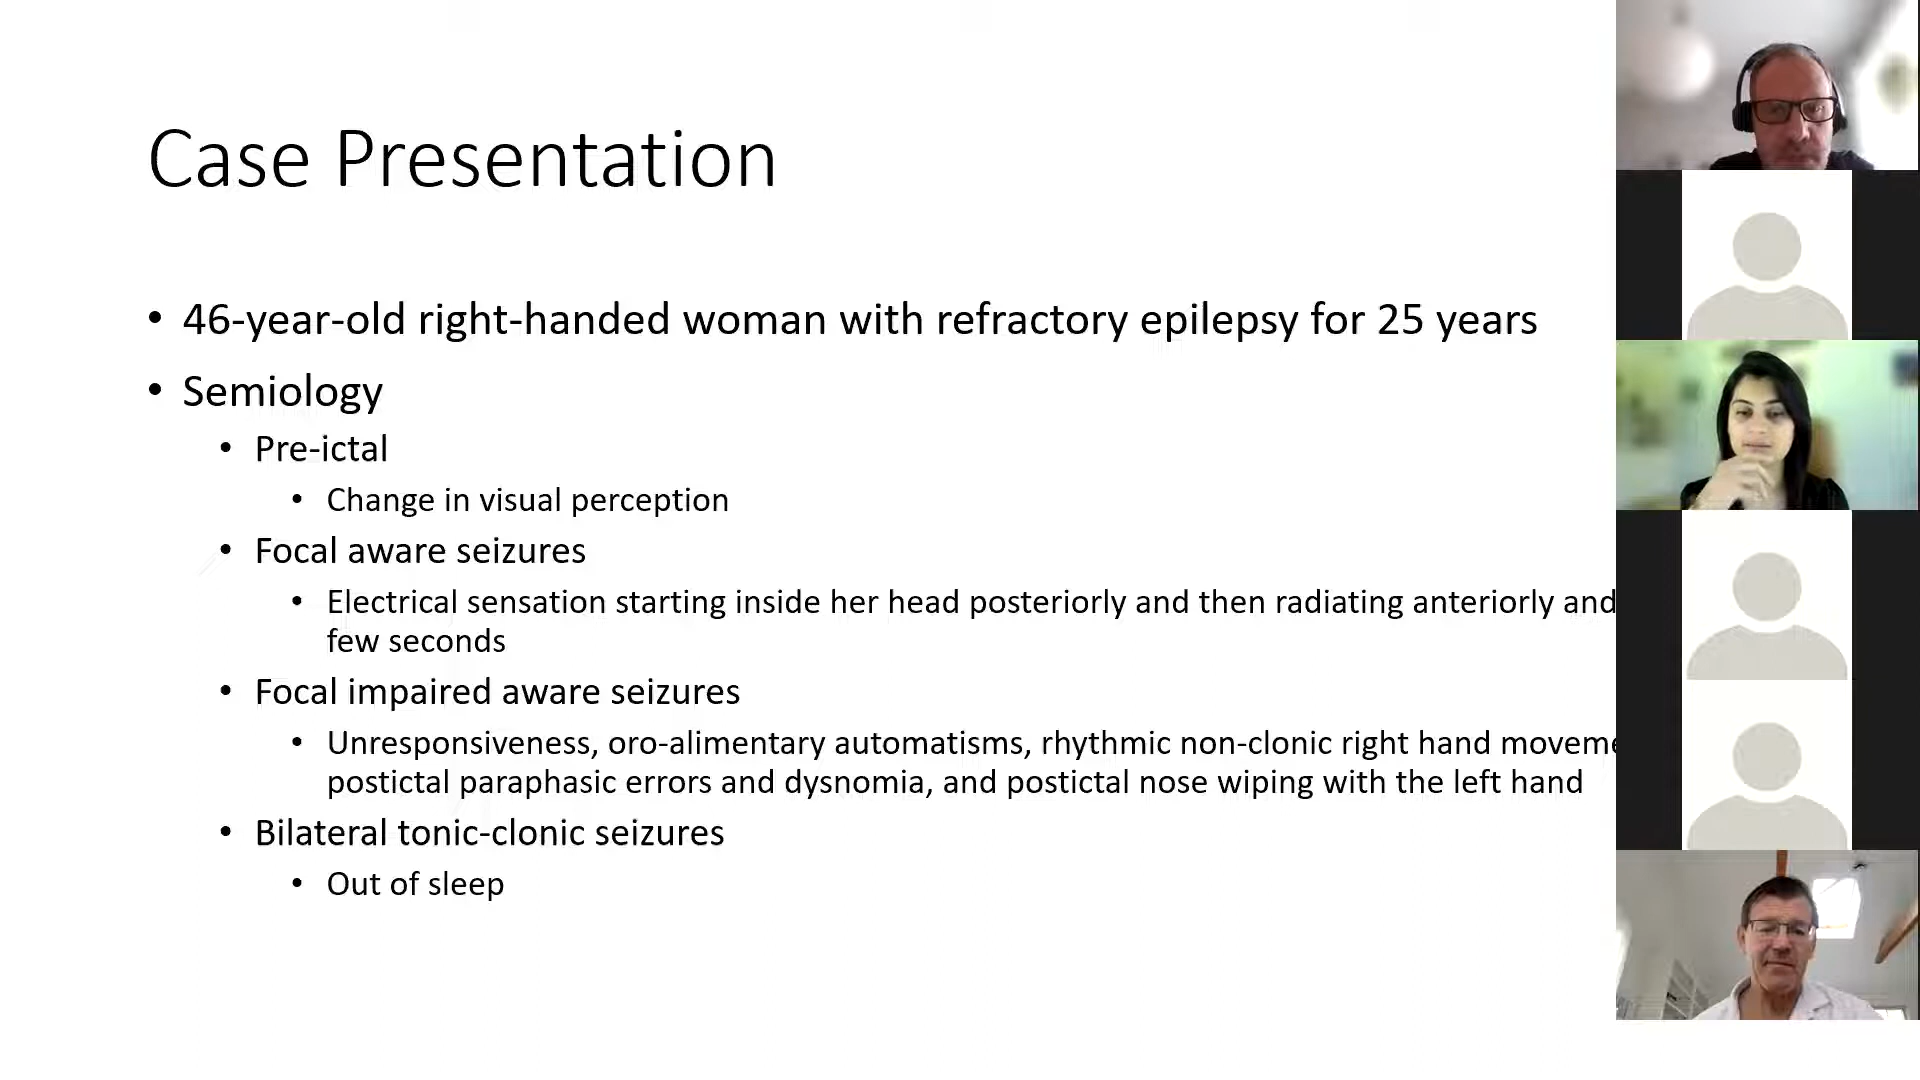 Case Presentation
• 46-year-old right-handed woman with refractory epilepsy for 25 years
• Semiology
• Pre-ictal
• Change in visual perception
• Focal aware seizures
• Electrical sensation starting inside her head posteriorly and then radiating anteriorly and
few seconds
• Focal impaired aware seizures
• Unresponsiveness, oro-alimentary automatisms, rhythmic non-clonic right hand
postictal paraphasic errors and dysnomia, and postictal nose wiping with the left hand
• Bilateral tonic-clonic seizures
• Out of sleep